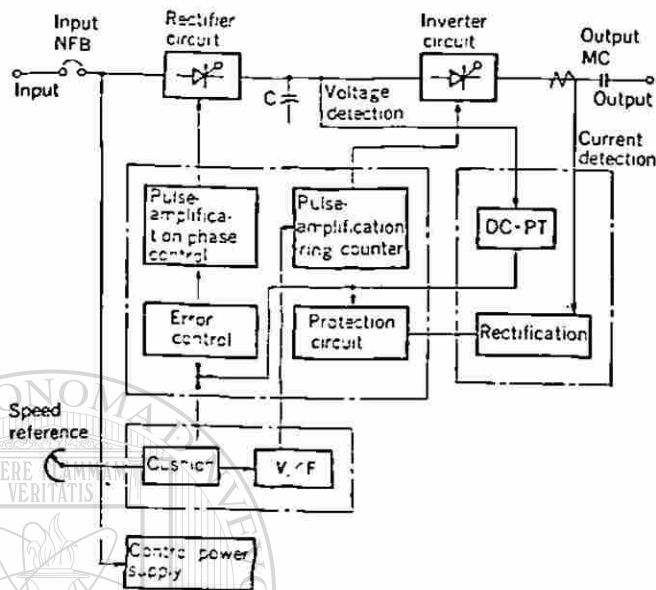 Input
NFB
Rectifier
circuit
Inverter
circuit
Output
MC
Input
C
Voltage
detection
Output
Current
detection
Pulse-
amplifica-
tion phase
control
Pulse-
amplification
ring counter
DC-PT
Error
control
Protection
circuit
Rectification
Speed
reference
Cushion
V/F
Control power
supply
VERITATIS